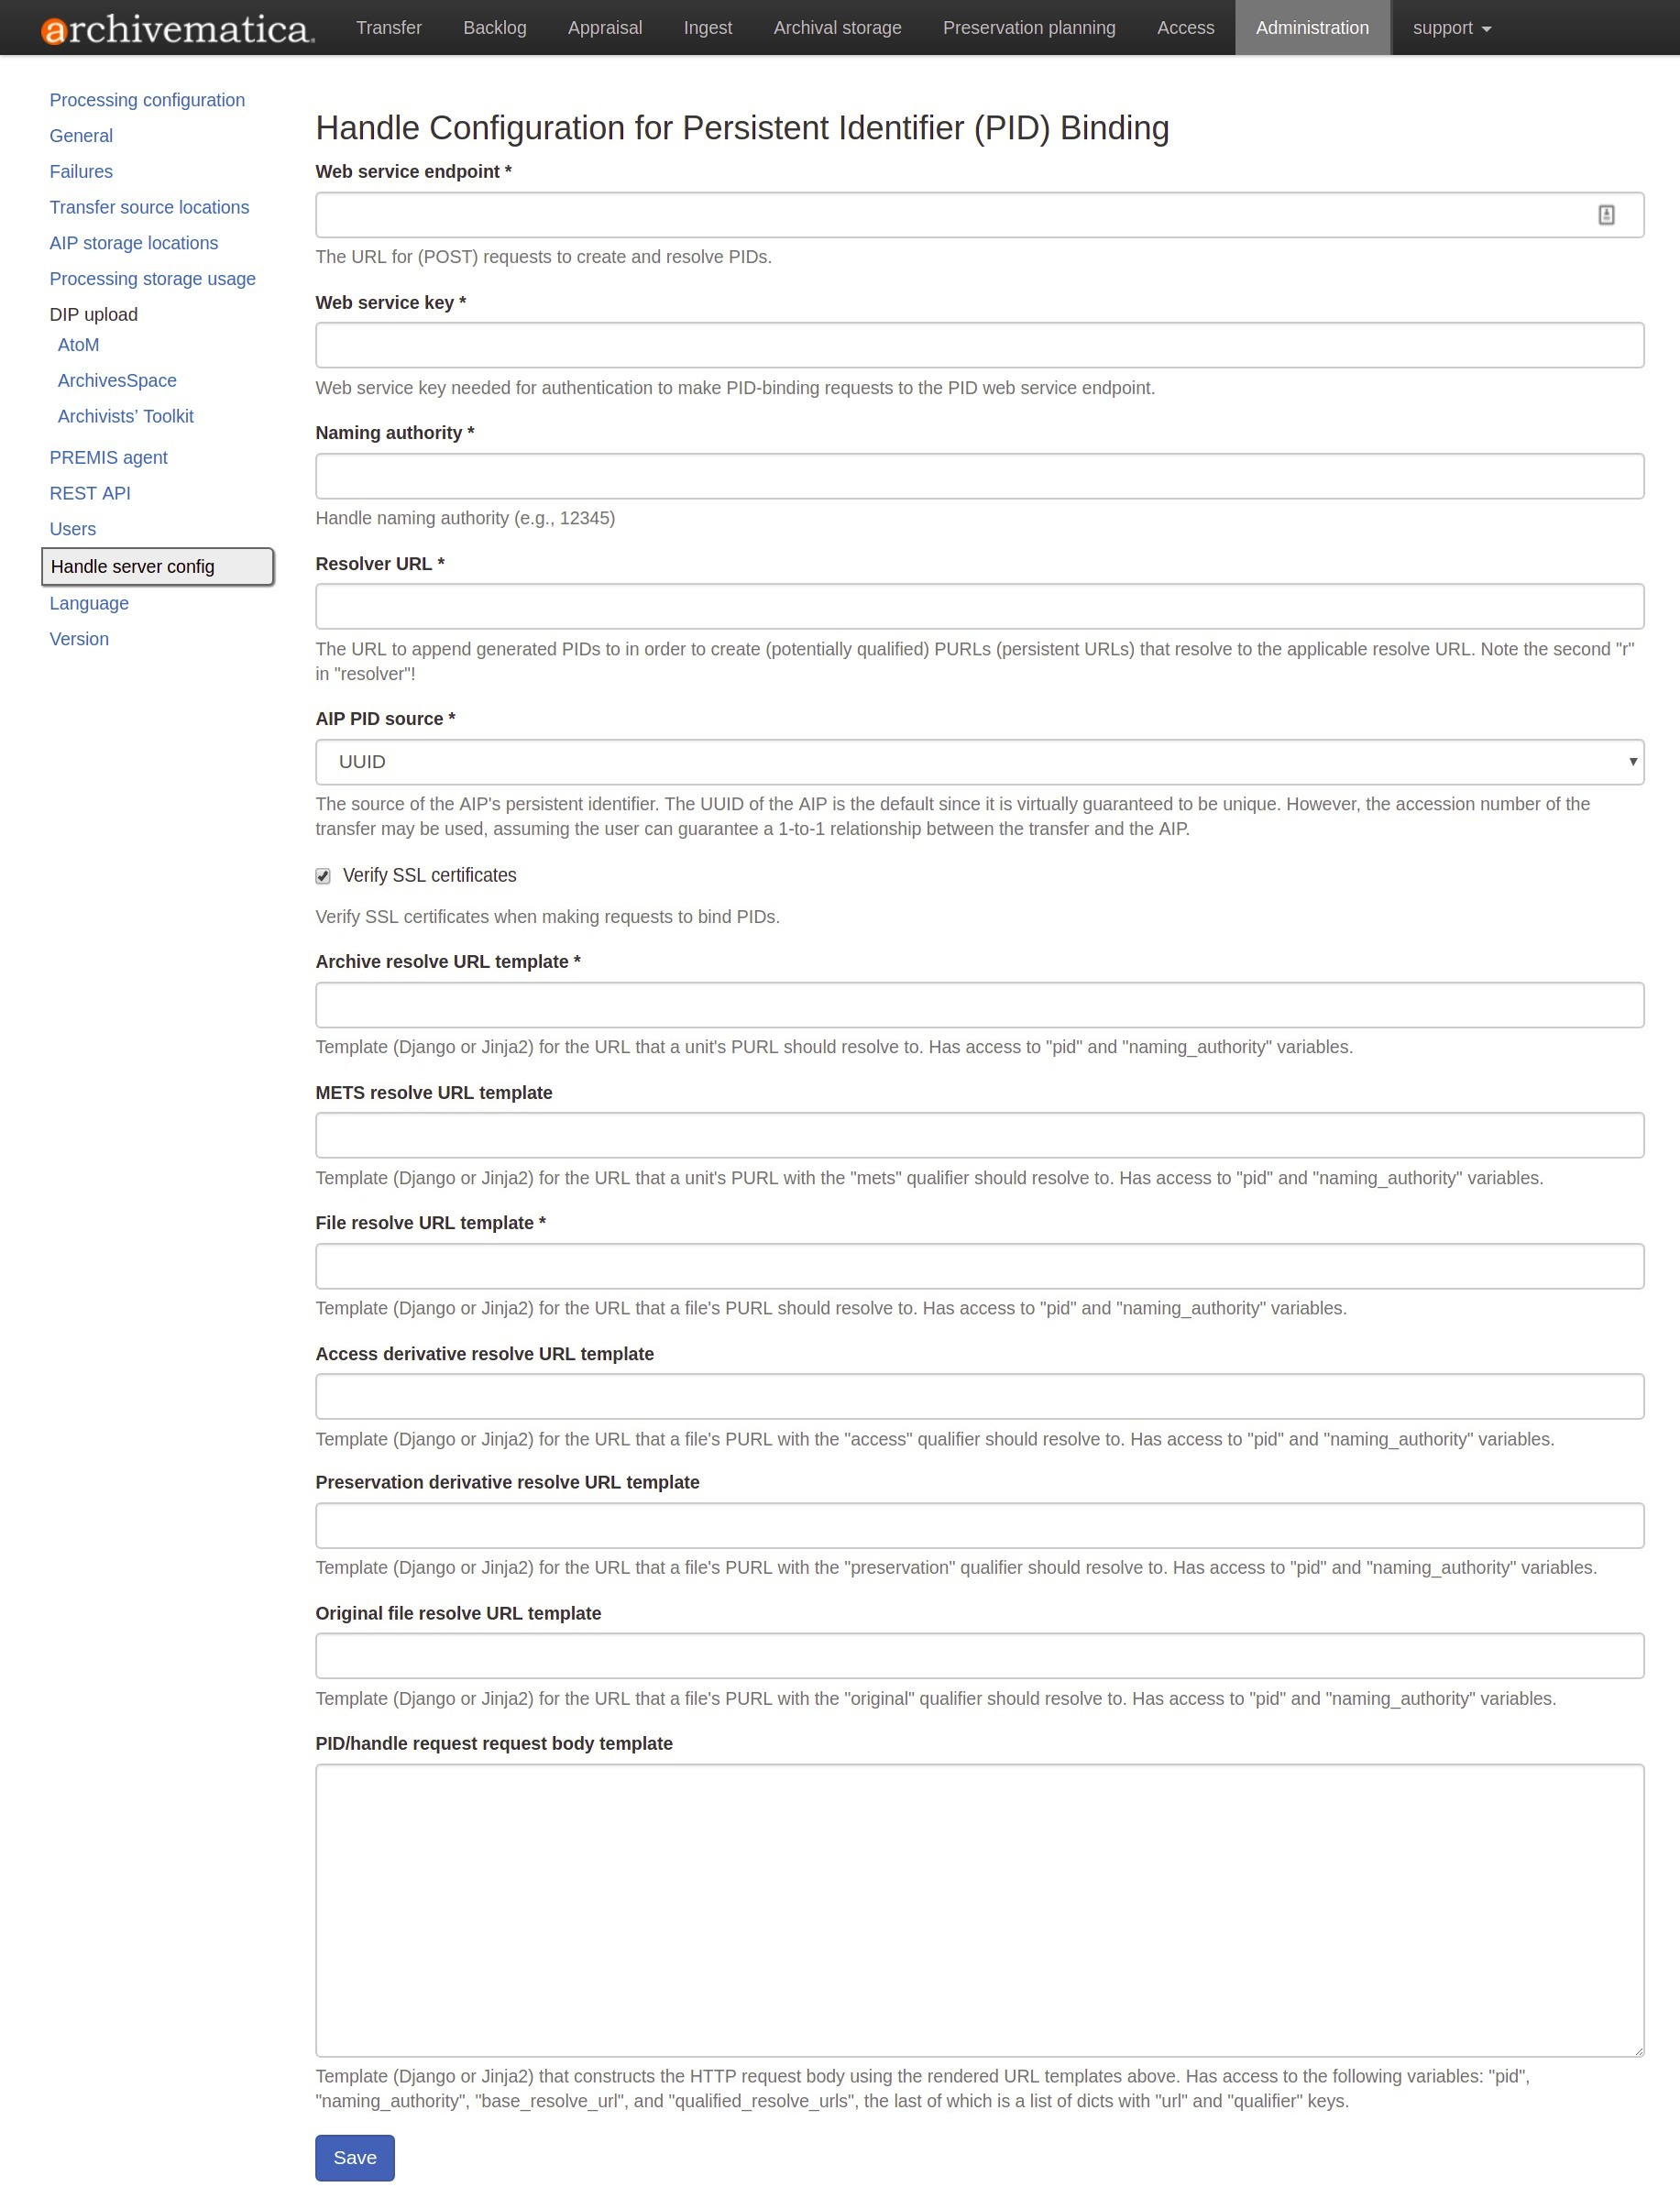 archivematica.
Transfer Backlog Appraisal Ingest Archival storage Preservation planning Access Administration support
Processing configuration
General
Failures
Transfer source locations
AIP storage locations
Processing storage usage
DIP upload
AtoM
ArchivesSpace
Archivists’ Toolkit
PREMIS agent
REST API
Users
Handle server config
Language
Version
Handle Configuration for Persistent Identifier (PID) Binding
Web service endpoint *
The URL for (POST) requests to create and resolve PIDs.
Web service key *
Web service key needed for authentication to make PID-binding requests to the PID web service endpoint.
Naming authority *
Handle naming authority (e.g., 12345)
Resolver URL *
The URL to append generated PIDs to in order to create (potentially qualified) PURLs (persistent URLs) that resolve to the applicable resolve URL. Note the second "r"
in "resolver"!
AIP PID source *
UUID
The source of the AIP's persistent identifier. The UUID of the AIP is the default since it is virtually guaranteed to be unique. However, the accession number of the
transfer may be used, assuming the user can guarantee a 1-to-1 relationship between the transfer and the AIP.
Verify SSL certificates
Verify SSL certificates when making requests to bind PIDs.
Archive resolve URL template *
Template (Django or Jinja2) for the URL that a unit's PURL should resolve to. Has access to "pid" and "naming_authority" variables.
METS resolve URL template
Template (Django or Jinja2) for the URL that a unit's PURL with the "mets" qualifier should resolve to. Has access to "pid" and "naming_authority" variables.
File resolve URL template *
Template (Django or Jinja2) for the URL that a file's PURL should resolve to. Has access to "pid" and "naming_authority" variables.
Access derivative resolve URL template
Template (Django or Jinja2) for the URL that a file's PURL with the "access" qualifier should resolve to. Has access to "pid" and "naming_authority" variables.
Preservation derivative resolve URL template
Template (Django or Jinja2) for the URL that a file's PURL with the "preservation" qualifier should resolve to. Has access to "pid" and "naming_authority" variables.
Original file resolve URL template
Template (Django or Jinja2) for the URL that a file's PURL with the "original" qualifier should resolve to. Has access to "pid" and "naming_authority" variables.
PID/handle request request body template
Template (Django or Jinja2) that constructs the HTTP request body using the rendered URL templates above. Has access to the following variables: "pid",
"naming_authority", "base_resolve_url", and "qualified_resolve_urls", the last of which is a list of dicts with "url" and "qualifier" keys.
Save